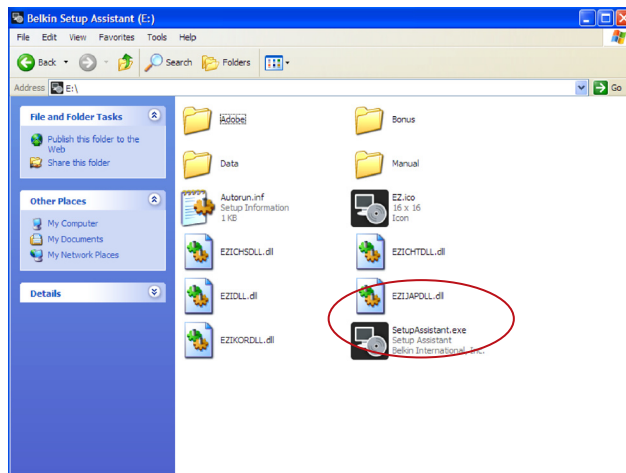 Belkin Setup Assistant (E:)
File Edit View Favorites Tools Help
Back Search Folders
Address E:\ Go
File and Folder Tasks
Publish this folder to the
Web
Share this folder
Other Places
My Computer
My Documents
My Network Places
Details
Adobe
Bonus
Data
Manual
Autorun.inf
Setup Information
1 KB
EZ.ico
16 x 16
Icon
EZICHSDLL.dll
EZICHTDLL.dll
EZIDLL.dll
EZIJAPDLL.dll
EZIKORDLL.dll
SetupAssistant.exe
Setup Assistant
Belkin International, Inc.